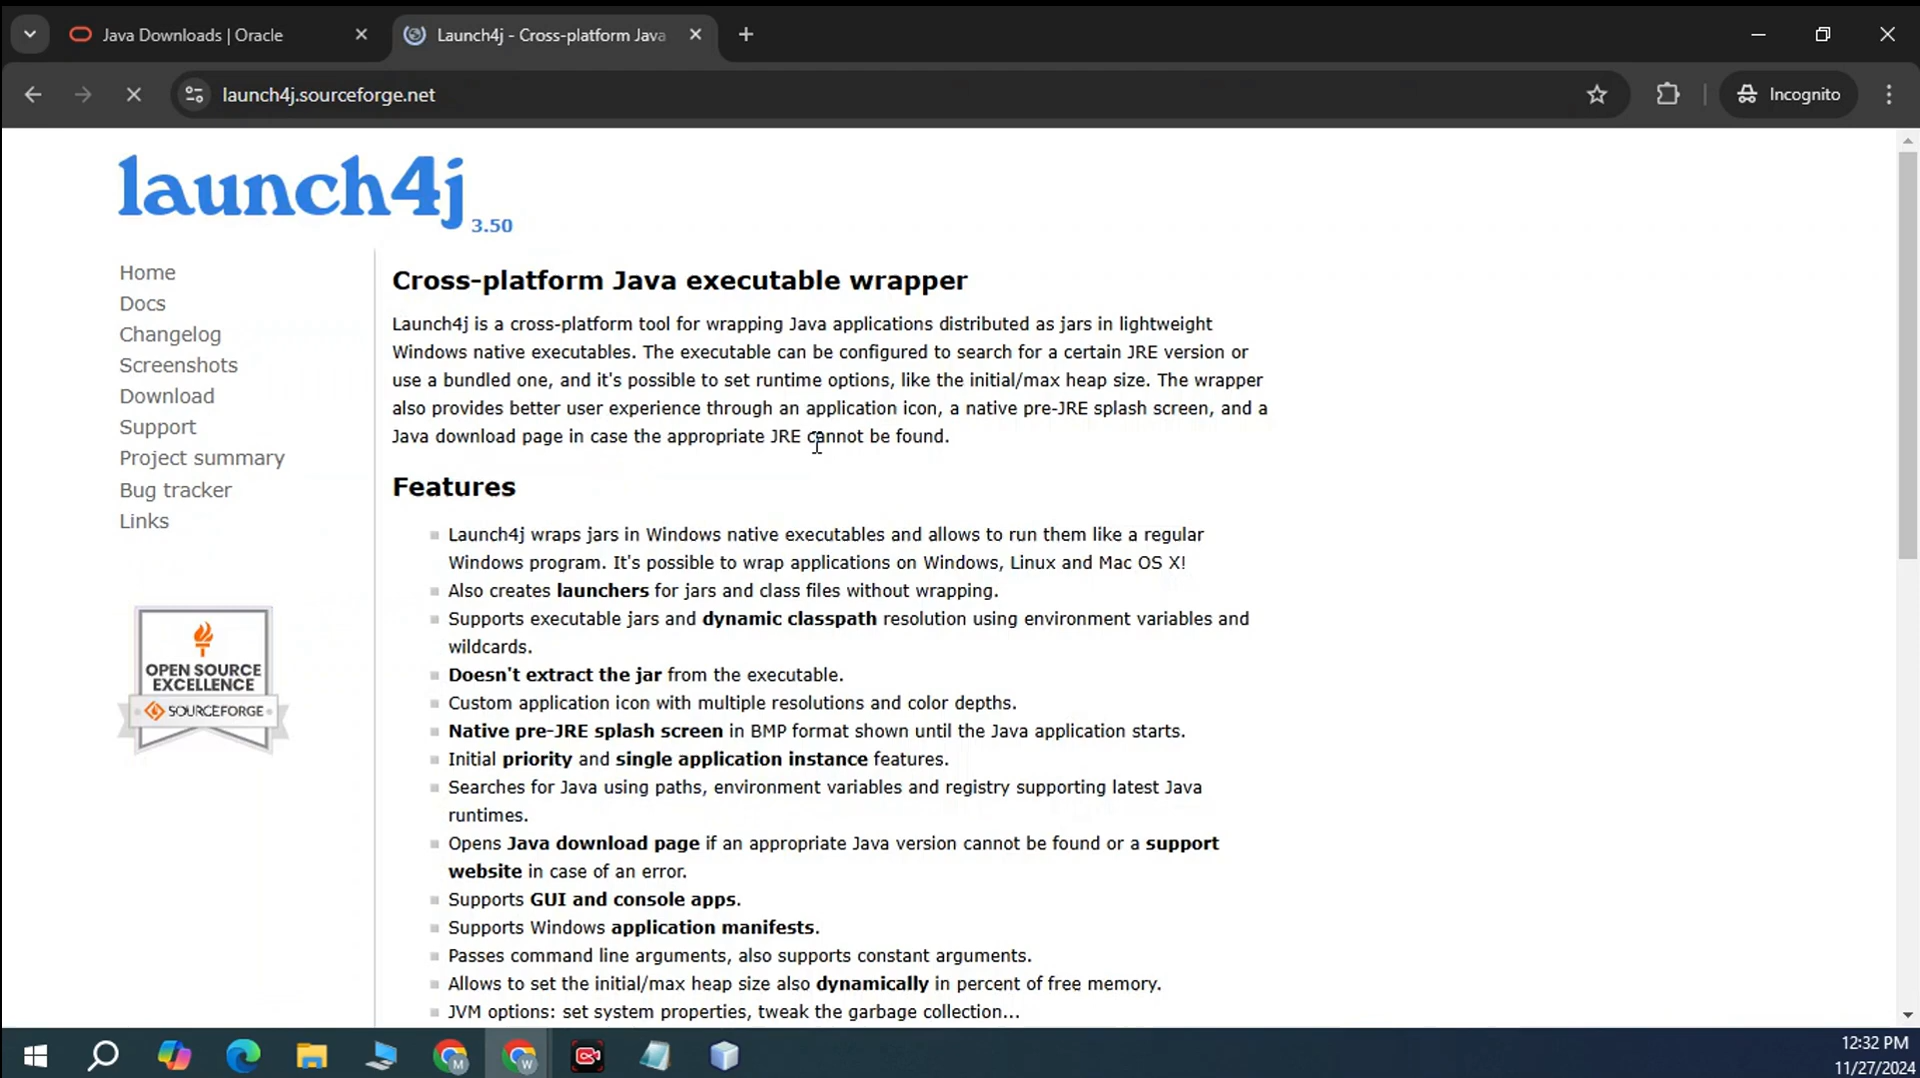 Java Downloads | Oracle
Launch4j - Cross-platform Java
launch4j.sourceforge.net
Incognito
launch4j 3.50
Home
Docs
Changelog
Screenshots
Download
Support
Project summary
Bug tracker
Links
OPEN SOURCE
EXCELLENCE
SOURCEFORGE
Cross-platform Java executable wrapper
Launch4j is a cross-platform tool for wrapping Java applications distributed as jars in lightweight
Windows native executables. The executable can be configured to search for a certain JRE version or
use a bundled one, and it's possible to set runtime options, like the initial/max heap size. The wrapper
also provides better user experience through an application icon, a native pre-JRE splash screen, and a
Java download page in case the appropriate JRE cannot be found.
Features
Launch4j wraps jars in Windows native executables and allows to run them like a regular
Windows program. It's possible to wrap applications on Windows, Linux and Mac OS X!
Also creates launchers for jars and class files without wrapping.
Supports executable jars and dynamic classpath resolution using environment variables and
wildcards.
Doesn't extract the jar from the executable.
Custom application icon with multiple resolutions and color depths.
Native pre-JRE splash screen in BMP format shown until the Java application starts.
Initial priority and single application instance features.
Searches for Java using paths, environment variables and registry supporting latest Java
runtimes.
Opens Java download page if an appropriate Java version cannot be found or a support
website in case of an error.
Supports GUI and console apps.
Supports Windows application manifests.
Passes command line arguments, also supports constant arguments.
Allows to set the initial/max heap size also dynamically in percent of free memory.
JVM options: set system properties, tweak the garbage collection...
M
W
12:32 PM
11/27/2024